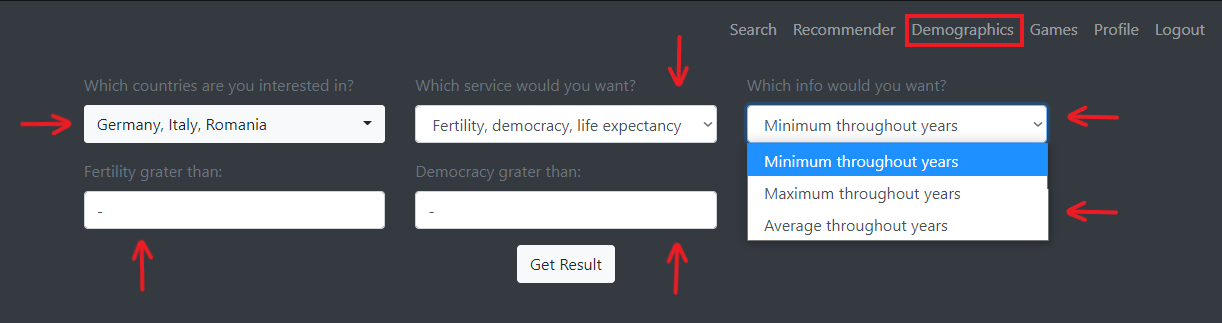 Search Recommender Demographics Games Profile Logout
Which countries are you interested in? Which service would you want? Which info would you want?
Germany, Italy, Romania Fertility, democracy, life expectancy Minimum throughout years
Fertility grater than: Democracy grater than: Minimum throughout years
Maximum throughout years
- - Average throughout years
Get Result